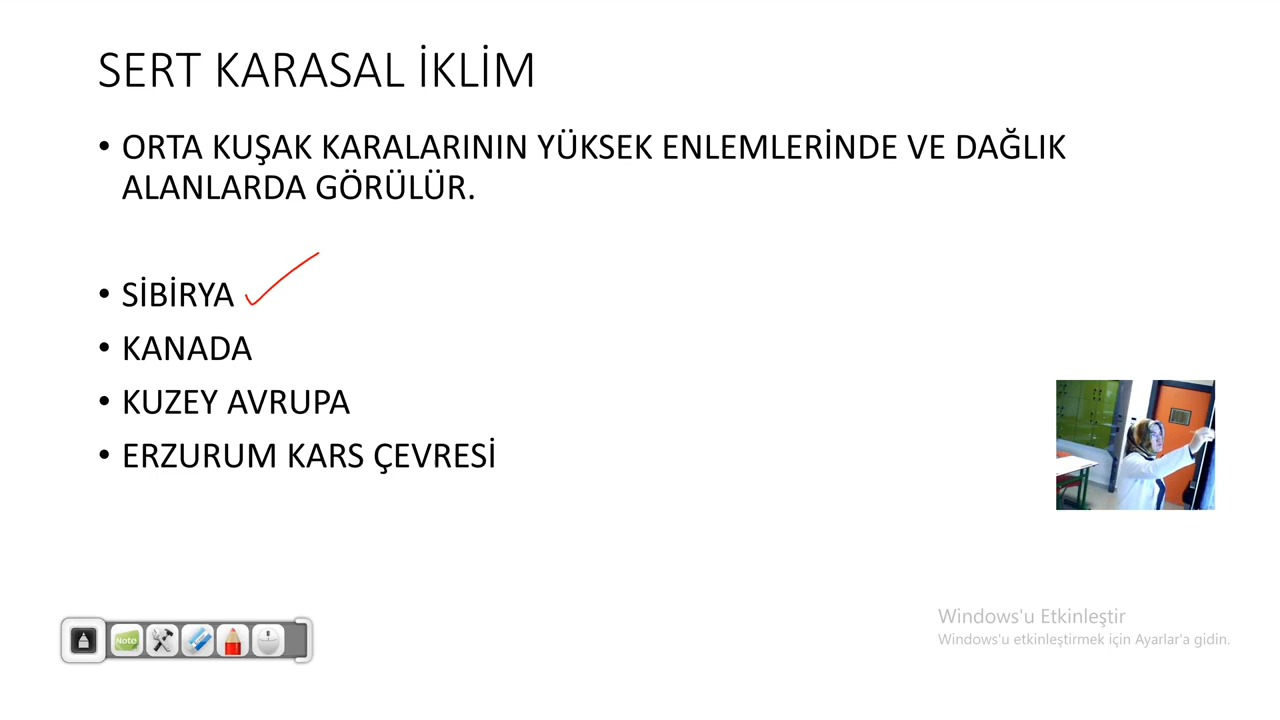 SERT KARASAL İKLİM
• ORTA KUŞAK KARALARININ YÜKSEK ENLEMLERİNDE VE DAĞLIK
ALANLARDA GÖRÜLÜR.
• SİBİRYA
• KANADA
• KUZEY AVRUPA
• ERZURUM KARS ÇEVRESİ
Note
Windows'u Etkinleştir
Windows'u etkinleştirmek için Ayarlar'a gidin.